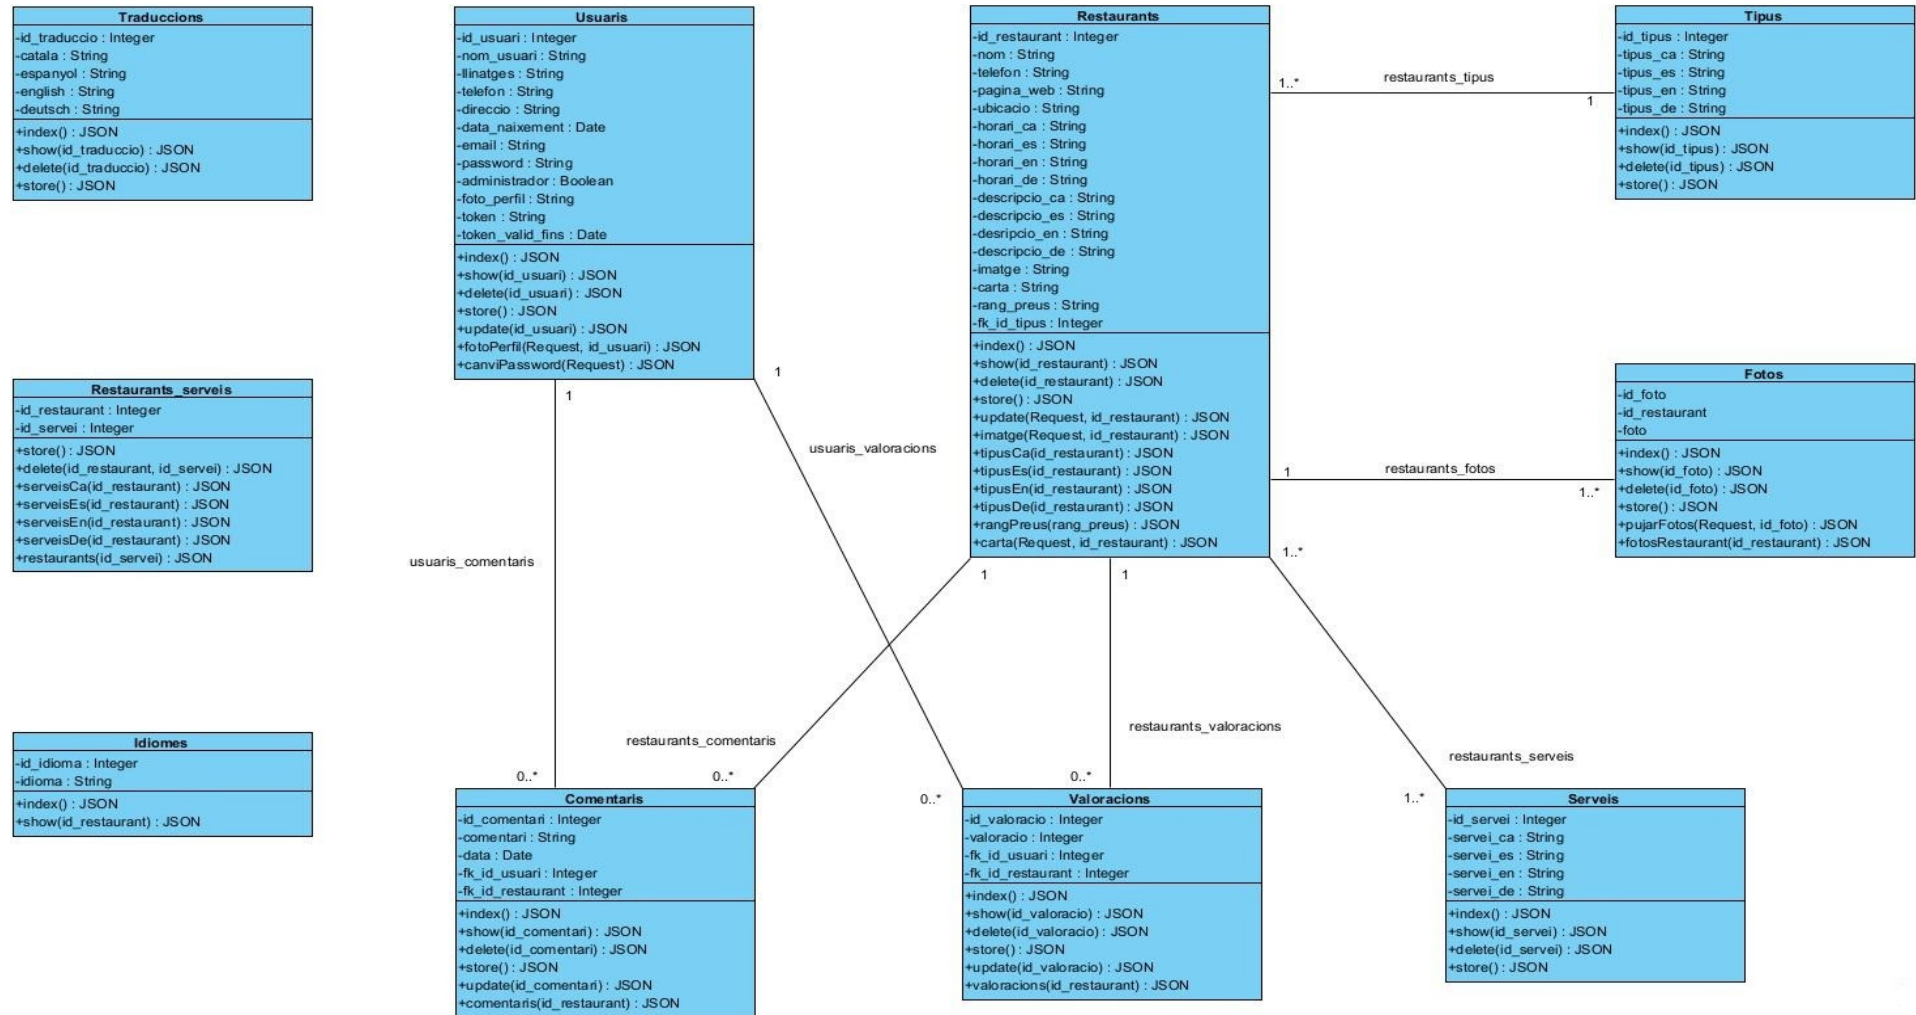 Traduccions
-id_traduccio : Integer
-catala : String
-espanyol : String
-english : String
-deutsch : String
+index() : JSON
+show(id_traduccio) : JSON
+delete(id_traduccio) : JSON
+store() : JSON
Usuaris
-id_usuari : Integer
-nom_usuari : String
-llinatges : String
-telefon : String
-direccio : String
-data_naixement : Date
-email : String
-password : String
-administrador : Boolean
-foto_perfil : String
-token : String
-token_valid_fins : Date
+index() : JSON
+show(id_usuari) : JSON
+delete(id_usuari) : JSON
+store() : JSON
+update(id_usuari) : JSON
+fotoPerfil(Request, id_usuari) : JSON
+canviPassword(Request) : JSON
Restaurants
-id_restaurant : Integer
-nom : String
-telefon : String
-pagina_web : String
-ubicacio : String
-horari_ca : String
-horari_es : String
-horari_en : String
-horari_de : String
-descripcio_ca : String
-descripcio_es : String
-desripcio_en : String
-descripcio_de : String
-imatge : String
-carta : String
-rang_preus : String
-fk_id_tipus : Integer
+index() : JSON
+show(id_restaurant) : JSON
+delete(id_restaurant) : JSON
+store() : JSON
+update(Request, id_restaurant) : JSON
+imatge(Request, id_restaurant) : JSON
+tipusCa(id_restaurant) : JSON
+tipusEs(id_restaurant) : JSON
+tipusEn(id_restaurant) : JSON
+tipusDe(id_restaurant) : JSON
+rangPreus(rang_preus) : JSON
+carta(Request, id_restaurant) : JSON
1..*
restaurants_tipus
1
Tipus
-id_tipus : Integer
-tipus_ca : String
-tipus_es : String
-tipus_en : String
-tipus_de : String
+index() : JSON
+show(id_tipus) : JSON
+delete(id_tipus) : JSON
+store() : JSON
Restaurants_serveis
-id_restaurant : Integer
-id_servei : Integer
+store() : JSON
+delete(id_restaurant, id_servei) : JSON
+serveisCa(id_restaurant) : JSON
+serveisEs(id_restaurant) : JSON
+serveisEn(id_restaurant) : JSON
+serveisDe(id_restaurant) : JSON
+restaurants(id_servei) : JSON
1
1
usuaris_valoracions
usuaris_comentaris
1
restaurants_fotos
1..*
Fotos
-id_foto
-id_restaurant
-foto
+index() : JSON
+show(id_foto) : JSON
+delete(id_foto) : JSON
+store() : JSON
+pujarFotos(Request, id_foto) : JSON
+fotosRestaurant(id_restaurant) : JSON
1
1
1..*
restaurants_comentaris
restaurants_valoracions
restaurants_serveis
0..*
0..*
0..*
0..*
1..*
Idiomes
-id_idioma : Integer
-idioma : String
+index() : JSON
+show(id_restaurant) : JSON
Comentaris
-id_comentari : Integer
-comentari : String
-data : Date
-fk_id_usuari : Integer
-fk_id_restaurant : Integer
+index() : JSON
+show(id_comentari) : JSON
+delete(id_comentari) : JSON
+store() : JSON
+update(id_comentari) : JSON
+comentaris(id_restaurant) : JSON
Valoracions
-id_valoracio : Integer
-valoracio : Integer
-fk_id_usuari : Integer
-fk_id_restaurant : Integer
+index() : JSON
+show(id_valoracio) : JSON
+delete(id_valoracio) : JSON
+store() : JSON
+update(id_valoracio) : JSON
+valoracions(id_restaurant) : JSON
Serveis
-id_servei : Integer
-servei_ca : String
-servei_es : String
-servei_en : String
-servei_de : String
+index() : JSON
+show(id_servei) : JSON
+delete(id_servei) : JSON
+store() : JSON